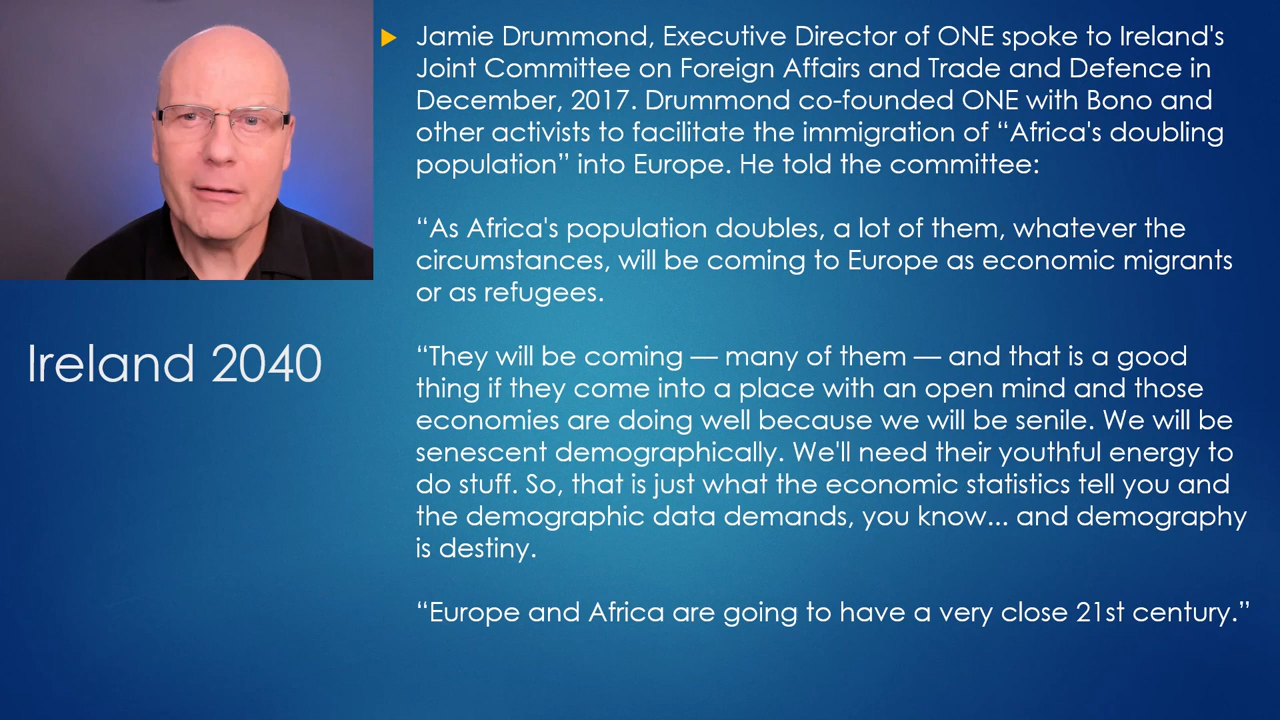 Jamie Drummond, Executive Director of ONE spoke to Ireland's
Joint Committee on Foreign Affairs and Trade and Defence in
December, 2017. Drummond co-founded ONE with Bono and
other activists to facilitate the immigration of “Africa's doubling
population” into Europe. He told the committee:
“As Africa's population doubles, a lot of them, whatever the
circumstances, will be coming to Europe as economic migrants
or as refugees.
“They will be coming — many of them — and that is a good
thing if they come into a place with an open mind and those
economies are doing well because we will be senile. We will be
senescent demographically. We'll need their youthful energy to
do stuff. So, that is just what the economic statistics tell you and
the demographic data demands, you know... and demography
is destiny.
“Europe and Africa are going to have a very close 21st century.”
Ireland 2040